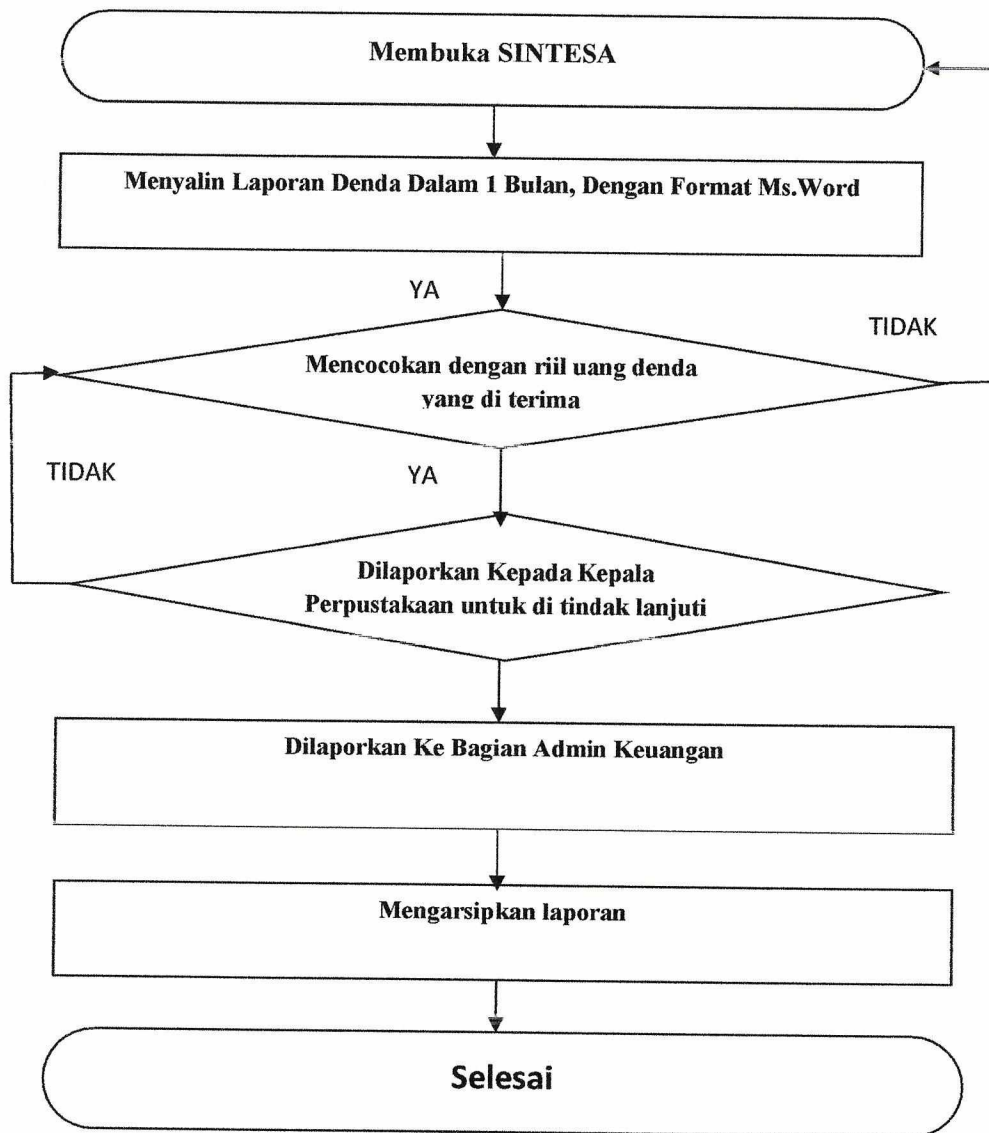 Membuka SINTESA
Menyalin Laporan Denda Dalam 1 Bulan, Dengan Format Ms.Word
YA
TIDAK
Mencocokan dengan riil uang denda
yang di terima
TIDAK
YA
Dilaporkan Kepada Kepala
Perpustakaan untuk di tindak lanjuti
Dilaporkan Ke Bagian Admin Keuangan
Mengarsipkan laporan
Selesai